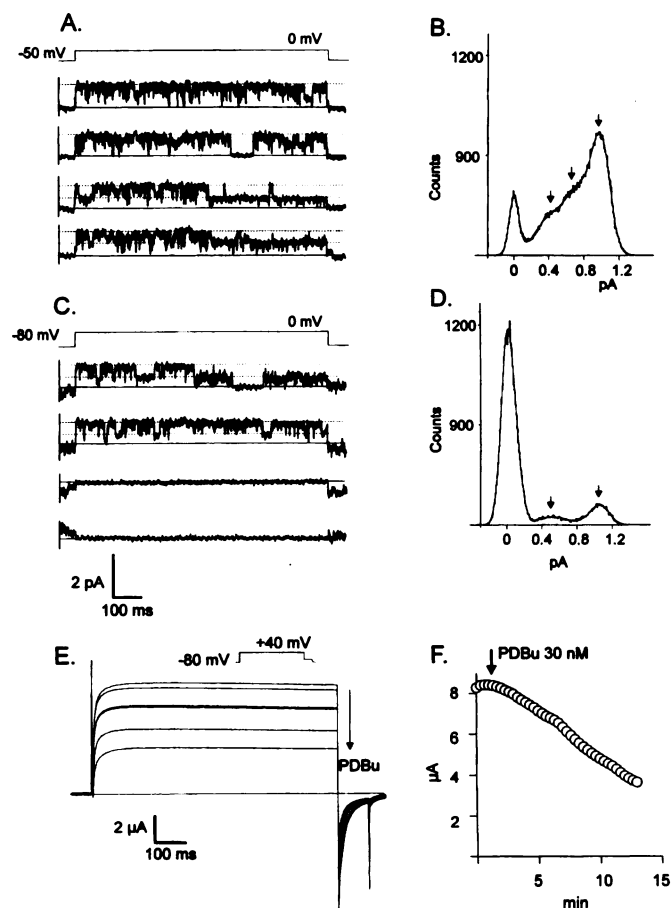 A.
0 mV
-50 mV
B.
1200
900
Counts
0 0.4 0.8 1.2
pA
C.
0 mV
-80 mV
2 pA
100 ms
D.
1200
900
Counts
0 0.4 0.8 1.2
pA
E.
+40 mV
-80 mV
PDBu
2 µA
100 ms
F.
PDBu 30 nM
8
6
4
2
µA
5 10 15
min